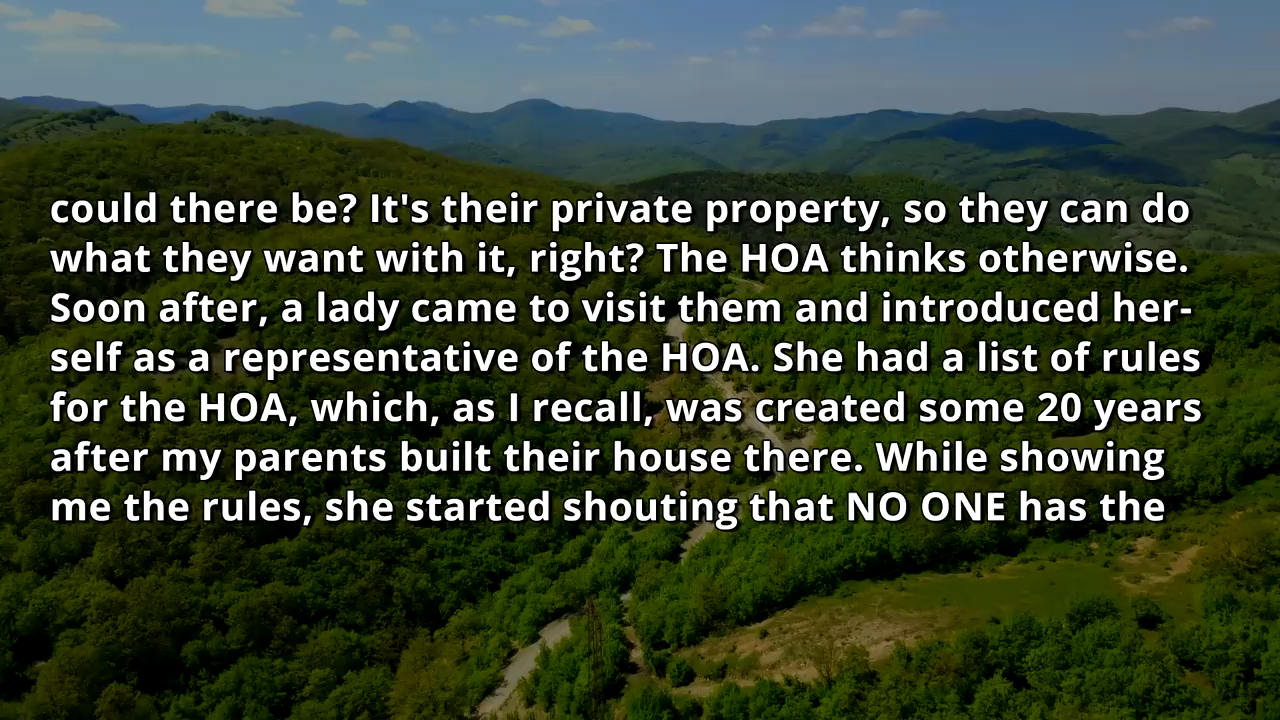 could there be? It's their private property, so they can do
what they want with it, right? The HOA thinks otherwise.
Soon after, a lady came to visit them and introduced her-
self as a representative of the HOA. She had a list of rules
for the HOA, which, as I recall, was created some 20 years
after my parents built their house there. While showing
me the rules, she started shouting that NO ONE has the